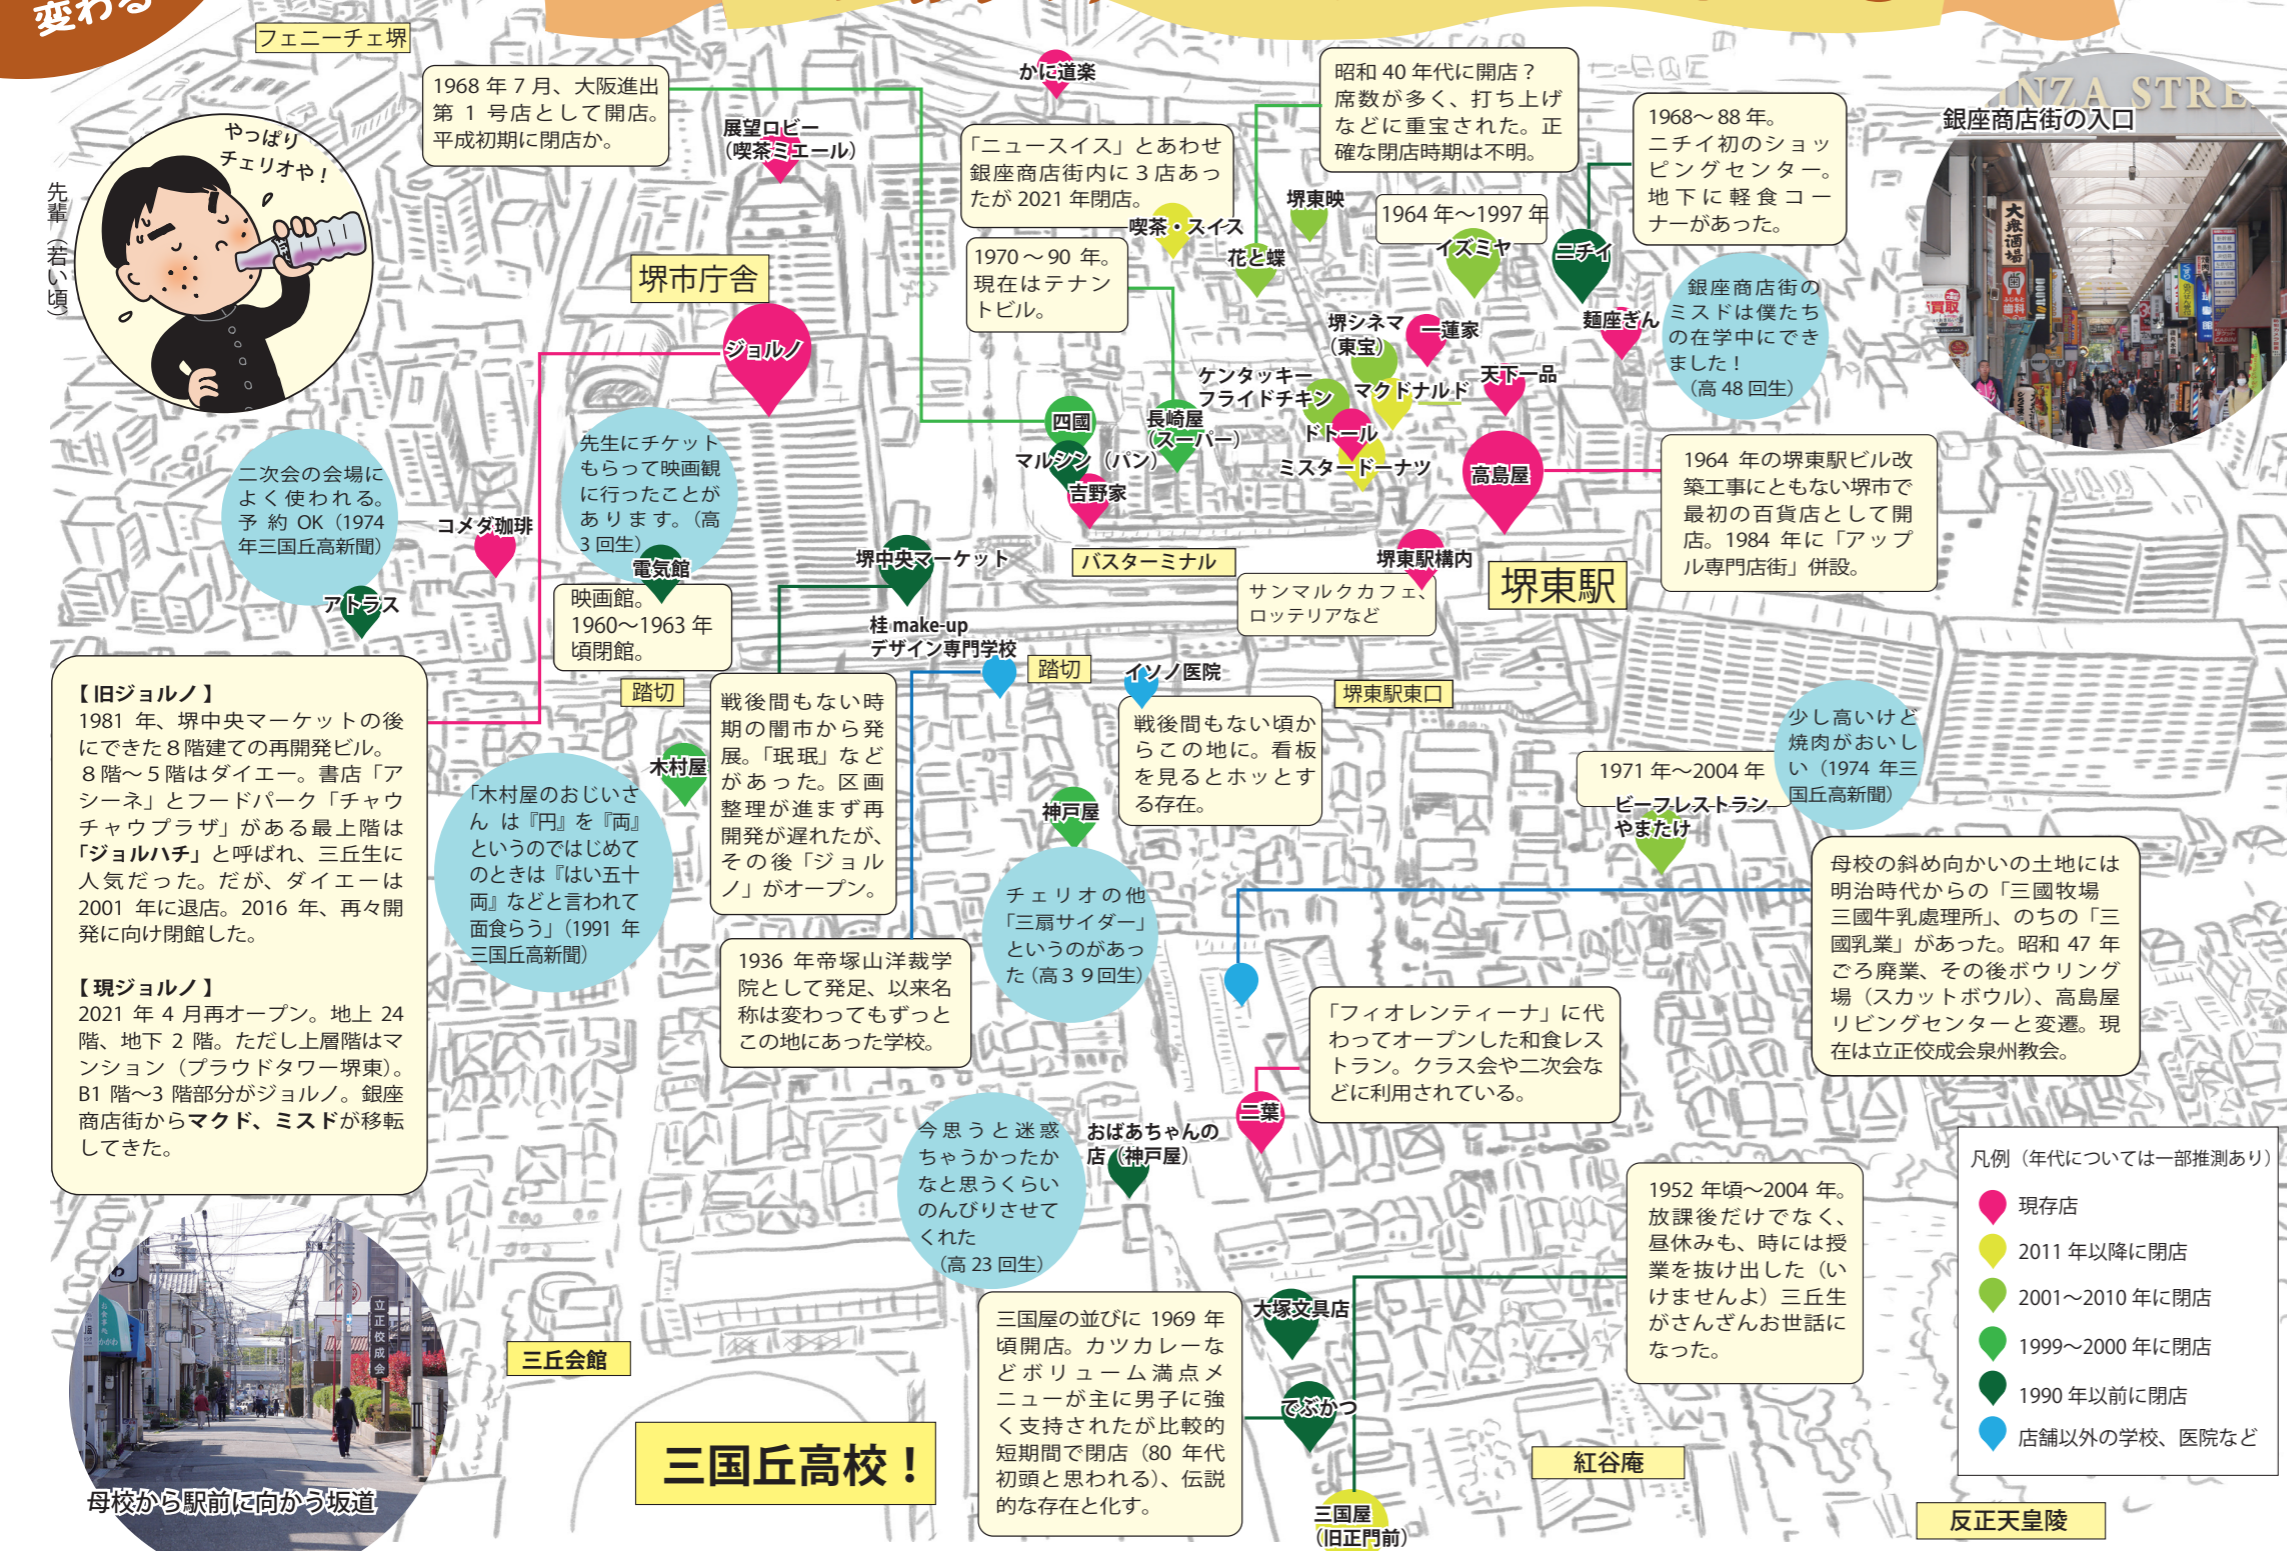 変わる
フェニーチェ堺
1968 年 7 月、大阪進出
第 1 号店として開店。
平成初期に閉店か。
かに道楽
展望ロビー
（喫茶ミエール）
「ニュースイス」とあわせ
銀座商店街内に 3 店あっ
たが 2021 年閉店。
喫茶・スイス
昭和 40 年代に開店？
席数が多く、打ち上げ
などに重宝された。正
確な閉店時期は不明。
堺東映
花と蝶
1964 年～1997 年
イズミヤ
1968～ 88 年。
ニチイ初のショッ
ピングセンター。
地下に軽食コー
ナーがあった。
ニチイ
銀座商店街の入口
INZA STRE
大衆酒場
歯科
買取
やっぱり
チェリオや！
先輩（若い頃）
堺市庁舎
ジョルノ
1970 ～ 90 年。
現在はテナン
トビル。
堺シネマ
（東宝）
一蓮家
麺座ぎん
銀座商店街の
ミスドは僕たち
の在学中にでき
ました！
（高 48 回生）
ケンタッキー
フライドチキン
マクドナルド
天下一品
四國
長崎屋
（スーパー）
ドトール
マルシン（パン）
ミスタードーナツ
吉野家
高島屋
1964 年の堺東駅ビル改
築工事にともない堺市で
最初の百貨店として開
店。1984 年に「アップ
ル専門店街」併設。
二次会の会場に
よく使われる。
予 約 OK（1974
年三国丘高新聞）
アトラス
コメダ珈琲
先生にチケット
もらって映画観
に行ったことが
あります。（高
3 回生）
電気館
映画館。
1960～1963 年
頃閉館。
堺中央マーケット
バスターミナル
堺東駅構内
サンマルクカフェ、
ロッテリアなど
堺東駅
桂 make-up
デザイン専門学校
踏切
イソノ医院
踏切
堺東駅東口
【 旧ジョルノ 】
1981 年、堺中央マーケットの後
にできた８階建ての再開発ビル。
８階～５階はダイエー。書店「ア
シーネ」とフードパーク「チャウ
チャウプラザ」がある最上階は
「ジョルハチ」と呼ばれ、三丘生に
人気だった。だが、ダイエーは
2001 年に退店。2016 年、再々開
発に向け閉館した。
【 現ジョルノ 】
2021 年 4 月再オープン。地上 24
階、地下 2 階。ただし上層階はマ
ンション（プラウドタワー堺東）。
B1 階～3 階部分がジョルノ。銀座
商店街からマクド、ミスドが移転
してきた。
戦後間もない時
期の闇市から発
展。「珉珉」など
があった。区画
整理が進まず再
開発が遅れたが、
その後「ジョル
ノ」がオープン。
木村屋
「木村屋のおじいさ
ん は『円』を『両』
というのではじめて
のときは『はい五十
両』などと言われて
面食らう」（1991 年
三国丘高新聞）
戦後間もない頃か
らこの地に。看板
を見るとホッとす
る存在。
神戸屋
チェリオの他
「三扇サイダー」
というのがあっ
た（高３９回生）
1936 年帝塚山洋裁学
院として発足、以来名
称は変わってもずっと
この地にあった学校。
1971 年～2004 年
ビーフレストラン
やまたけ
少し高いけど
焼肉がおいし
い（1974 年三
国丘高新聞）
母校の斜め向かいの土地には
明治時代からの「三國牧場
三國牛乳處理所」、のちの「三
國乳業」があった。昭和 47 年
ごろ廃業、その後ボウリング
場（スカットボウル）、高島屋
リビングセンターと変遷。現
在は立正佼成会泉州教会。
「フィオレンティーナ」に代
わってオープンした和食レス
トラン。クラス会や二次会な
どに利用されている。
二葉
今思うと迷惑
ちゃうかったか
なと思うくらい
のんびりさせて
くれた
（高 23 回生）
おばあちゃんの
店（神戸屋）
1952 年頃～2004 年。
放課後だけでなく、
昼休みも、時には授
業を抜け出した（い
けませんよ）三丘生
がさんざんお世話に
なった。
凡例（年代については一部推測あり）
現存店
2011 年以降に閉店
2001～2010 年に閉店
1999～2000 年に閉店
1990 年以前に閉店
店舗以外の学校、医院など
立正佼成会
母校から駅前に向かう坂道
三丘会館
三国丘高校！
三国屋の並びに 1969 年
頃開店。カツカレーな
どボリューム満点メ
ニューが主に男子に強
く支持されたが比較的
短期間で閉店（80 年代
初頭と思われる）、伝説
的な存在と化す。
大塚文具店
でぶかつ
三国屋
（旧正門前）
紅谷庵
反正天皇陵